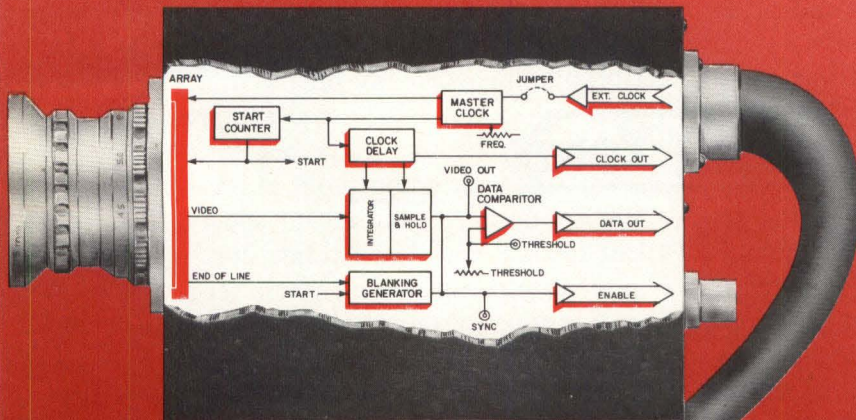 ARRAY
JUMPER
MASTER
CLOCK
EXT. CLOCK
START
COUNTER
FREQ.
CLOCK
DELAY
START
CLOCK OUT
VIDEO OUT
DATA
COMPARITOR
VIDEO
INTEGRATOR
SAMPLE
& HOLD
DATA OUT
THRESHOLD
THRESHOLD
END OF LINE
START
BLANKING
GENERATOR
ENABLE
SYNC